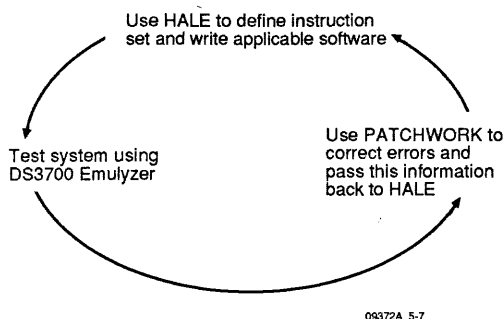 Use HALE to define instruction
set and write applicable software
Test system using
DS3700 Emulyzer
Use PATCHWORK to
correct errors and
pass this information
back to HALE
09372A 5-7